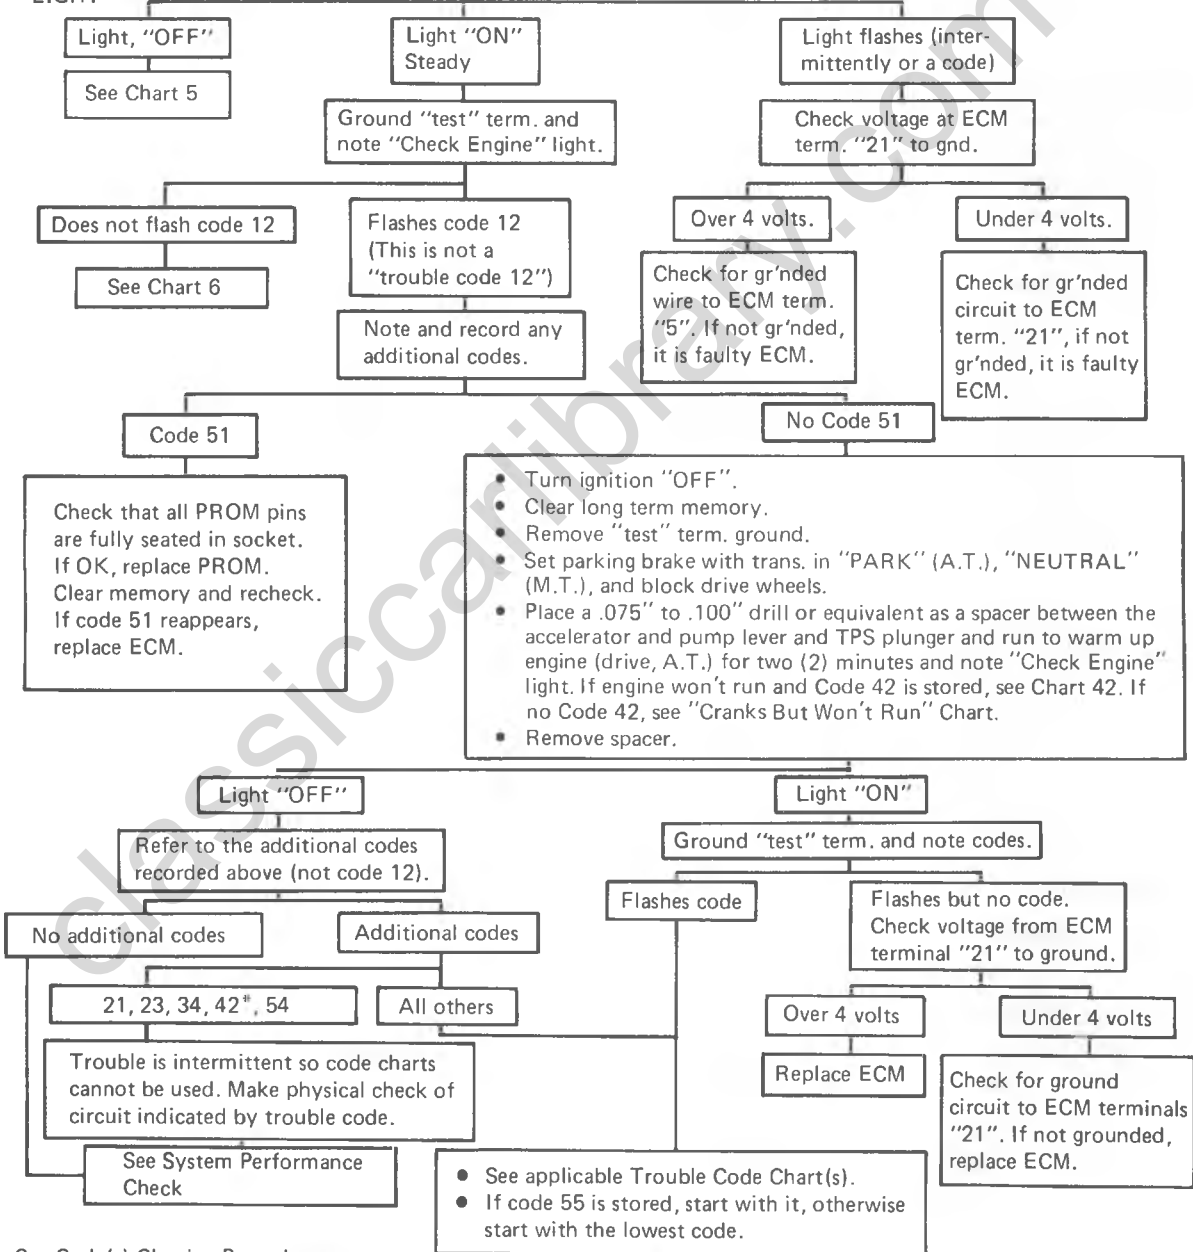 LIGHT
Light, "OFF"
See Chart 5
Light "ON"
Steady
Ground "test" term. and
note "Check Engine" light.
Does not flash code 12
See Chart 6
Flashes code 12
(This is not a
"trouble code 12")
Note and record any
additional codes.
Light flashes (inter-
mittently or a code)
Check voltage at ECM
term. "21" to gnd.
Over 4 volts.
Check for gr'nded
wire to ECM term.
"5". If not gr'nded,
it is faulty ECM.
Under 4 volts.
Check for gr'nded
circuit to ECM
term. "21", if not
gr'nded, it is faulty
ECM.
Code 51
Check that all PROM pins
are fully seated in socket.
If OK, replace PROM.
Clear memory and recheck.
If code 51 reappears,
replace ECM.
No Code 51
• Turn ignition "OFF".
• Clear long term memory.
• Remove "test" term. ground.
• Set parking brake with trans. in "PARK" (A.T.), "NEUTRAL"
(M.T.), and block drive wheels.
• Place a .075" to .100" drill or equivalent as a spacer between the
accelerator and pump lever and TPS plunger and run to warm up
engine (drive, A.T.) for two (2) minutes and note "Check Engine"
light. If engine won't run and Code 42 is stored, see Chart 42. If
no Code 42, see "Cranks But Won't Run" Chart.
• Remove spacer.
Light "OFF"
Refer to the additional codes
recorded above (not code 12).
No additional codes
Additional codes
21, 23, 34, 42*, 54
All others
Trouble is intermittent so code charts
cannot be used. Make physical check of
circuit indicated by trouble code.
See System Performance
Check
Light "ON"
Ground "test" term. and note codes.
Flashes code
Flashes but no code.
Check voltage from ECM
terminal "21" to ground.
Over 4 volts
Replace ECM
Under 4 volts
Check for ground
circuit to ECM terminals
"21". If not grounded,
replace ECM.
• See applicable Trouble Code Chart(s).
• If code 55 is stored, start with it, otherwise
start with the lowest code.
classiccarlibrary.com